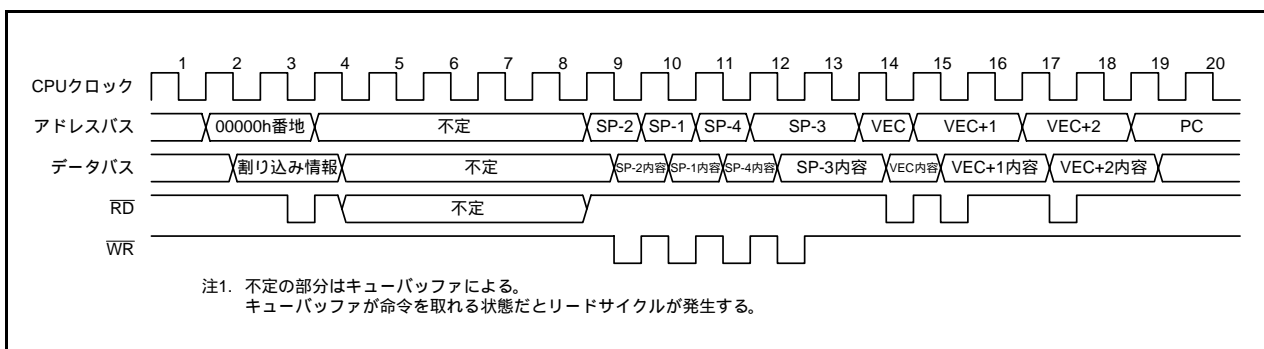 1 2 3 4 5 6 7 8 9 10 11 12 13 14 15 16 17 18 19 20
CPUクロック
アドレスバス 00000h番地 不定 SP-2 SP-1 SP-4 SP-3 VEC VEC+1 VEC+2 PC
データバス 割り込み情報 不定 SP-2内容 SP-1内容 SP-4内容 SP-3内容 VEC内容 VEC+1内容 VEC+2内容
RD 不定
WR
注1. 不定の部分はキューバッファによる。
キューバッファが命令を取れる状態だとリードサイクルが発生する。